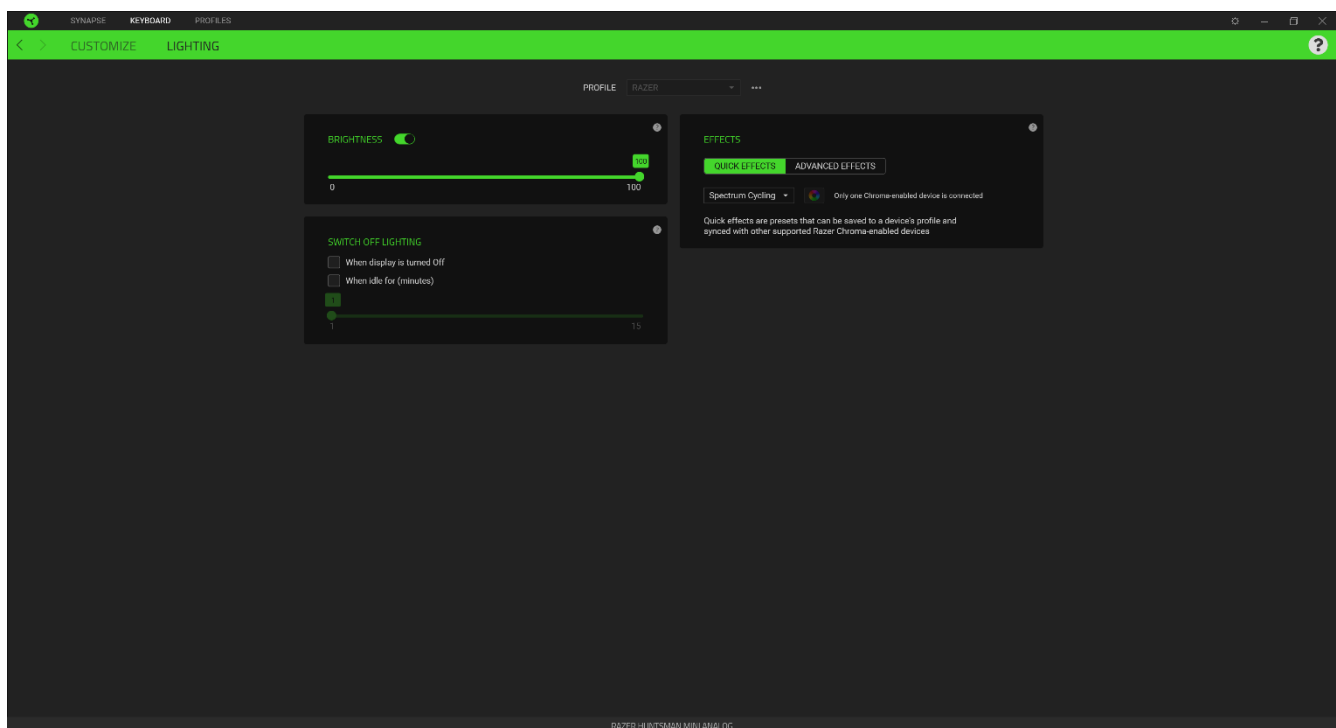 SYNAPSE KEYBOARD PROFILES
CUSTOMIZE LIGHTING
?
PROFILE RAZER
BRIGHTNESS
?
100
0 100
SWITCH OFF LIGHTING
?
When display is turned Off
When idle for (minutes)
1
1 15
EFFECTS
?
QUICK EFFECTS ADVANCED EFFECTS
Spectrum Cycling Only one Chroma-enabled device is connected
Quick effects are presets that can be saved to a device's profile and
synced with other supported Razer Chroma-enabled devices
RAZER HUNTSMAN MINI ANALOG